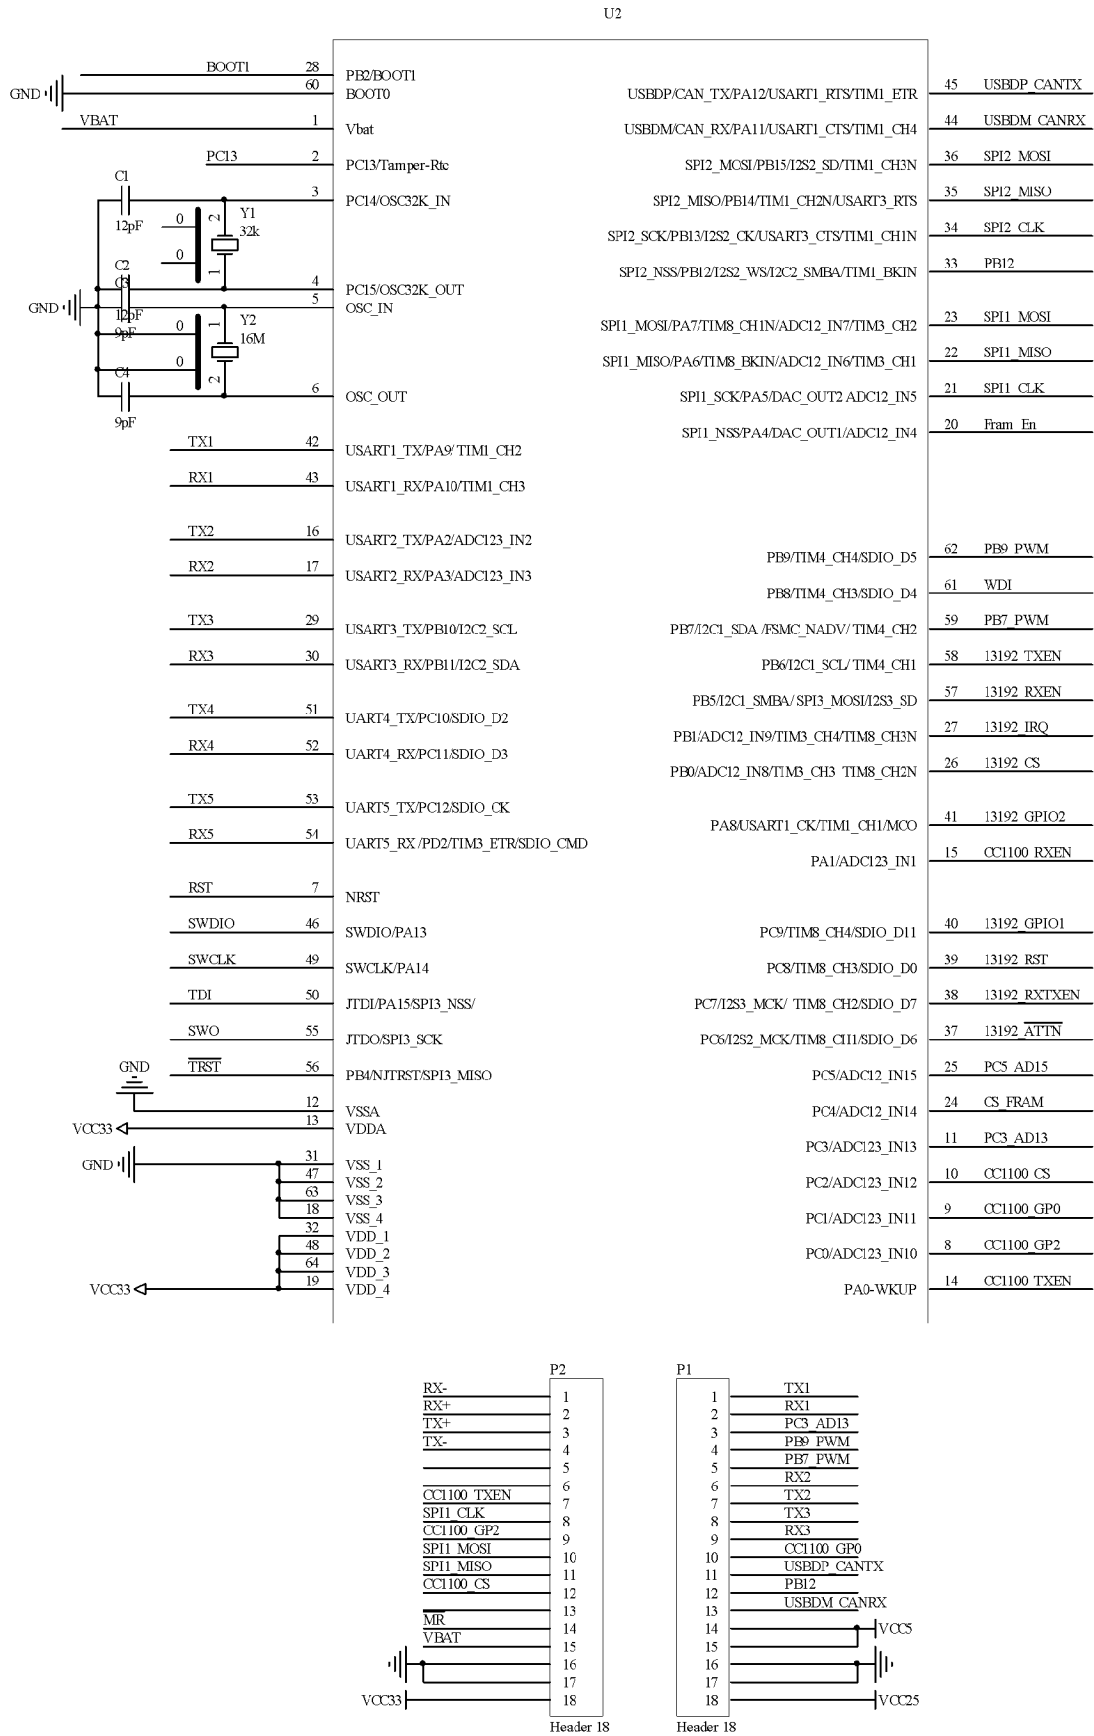 U2
BOOT1 28 PB2/BOOT1
GND 60 BOOT0
VBAT 1 Vbat
PC13 2 PC13/Tamper-Rtc
C1 3 PC14/OSC32K_IN
12pF 0 2 Y1
32k
0 1
C2 4 PC15/OSC32K_OUT
C3
GND 5 OSC_IN
12pF 1 Y2
9pF 0 16M
0
C4 2
6 OSC_OUT
9pF
TX1 42 USART1_TX/PA9/ TIM1_CH2
RX1 43 USART1_RX/PA10/TIM1_CH3
TX2 16 USART2_TX/PA2/ADC123_IN2
RX2 17 USART2_RX/PA3/ADC123_IN3
TX3 29 USART3_TX/PB10/I2C2_SCL
RX3 30 USART3_RX/PB11/I2C2_SDA
TX4 51 UART4_TX/PC10/SDIO_D2
RX4 52 UART4_RX/PC11/SDIO_D3
TX5 53 UART5_TX/PC12/SDIO_CK
RX5 54 UART5_RX /PD2/TIM3_ETR/SDIO_CMD
RST 7 NRST
SWDIO 46 SWDIO/PA13
SWCLK 49 SWCLK/PA14
TDI 50 JTDI/PA15/SPI3_NSS/
SWO 55 JTDO/SPI3_SCK
TRST 56 PB4/NJTRST/SPI3_MISO
GND 12 VSSA
VCC33 13 VDDA
GND 31 VSS_1
47 VSS_2
63 VSS_3
18 VSS_4
32 VDD_1
48 VDD_2
64 VDD_3
VCC33 19 VDD_4
USBDP/CAN_TX/PA12/USART1_RTS/TIM1_ETR 45 USBDP_CANTX
USBDM/CAN_RX/PA11/USART1_CTS/TIM1_CH4 44 USBDM_CANRX
SPI2_MOSI/PB15/I2S2_SD/TIM1_CH3N 36 SPI2_MOSI
SPI2_MISO/PB14/TIM1_CH2N/USART3_RTS 35 SPI2_MISO
SPI2_SCK/PB13/I2S2_CK/USART3_CTS/TIM1_CH1N 34 SPI2_CLK
SPI2_NSS/PB12/I2S2_WS/I2C2_SMBA/TIM1_BKIN 33 PB12
SPI1_MOSI/PA7/TIM8_CH1N/ADC12_IN7/TIM3_CH2 23 SPI1_MOSI
SPI1_MISO/PA6/TIM8_BKIN/ADC12_IN6/TIM3_CH1 22 SPI1_MISO
SPI1_SCK/PA5/DAC_OUT2 ADC12_IN5 21 SPI1_CLK
SPI1_NSS/PA4/DAC_OUT1/ADC12_IN4 20 Fram_En
PB9/TIM4_CH4/SDIO_D5 62 PB9_PWM
PB8/TIM4_CH3/SDIO_D4 61 WDI
PB7/I2C1_SDA /FSMC_NADV/ TIM4_CH2 59 PB7_PWM
PB6/I2C1_SCL/ TIM4_CH1 58 13192_TXEN
PB5/I2C1_SMBA/ SPI3_MOSI/I2S3_SD 57 13192_RXEN
PB1/ADC12_IN9/TIM3_CH4/TIM8_CH3N 27 13192_IRQ
PB0/ADC12_IN8/TIM3_CH3 TIM8_CH2N 26 13192_CS
PA8/USART1_CK/TIM1_CH1/MCO 41 13192_GPIO2
PA1/ADC123_IN1 15 CC1100_RXEN
PC9/TIM8_CH4/SDIO_D11 40 13192_GPIO1
PC8/TIM8_CH3/SDIO_D0 39 13192_RST
PC7/I2S3_MCK/ TIM8_CH2/SDIO_D7 38 13192_RXTXEN
PC6/I2S2_MCK/TIM8_CH1/SDIO_D6 37 13192_ATTN
PC5/ADC12_IN15 25 PC5_AD15
PC4/ADC12_IN14 24 CS_FRAM
PC3/ADC123_IN13 11 PC3_AD13
PC2/ADC123_IN12 10 CC1100_CS
PC1/ADC123_IN11 9 CC1100_GP0
PC0/ADC123_IN10 8 CC1100_GP2
PA0-WKUP 14 CC1100_TXEN
P2
RX- 1
RX+ 2
TX+ 3
TX- 4
5
6
CC1100_TXEN 7
SPI1_CLK 8
CC1100_GP2 9
SPI1_MOSI 10
SPI1_MISO 11
CC1100_CS 12
13
MR 14
VBAT 15
16
17
VCC33 18
Header 18
P1
1 TX1
2 RX1
3 PC3_AD13
4 PB9_PWM
5 PB7_PWM
6 RX2
7 TX2
8 TX3
9 RX3
10 CC1100_GP0
11 USBDP_CANTX
12 PB12
13 USBDM_CANRX
14 VCC5
15
16
17
18 VCC25
Header 18